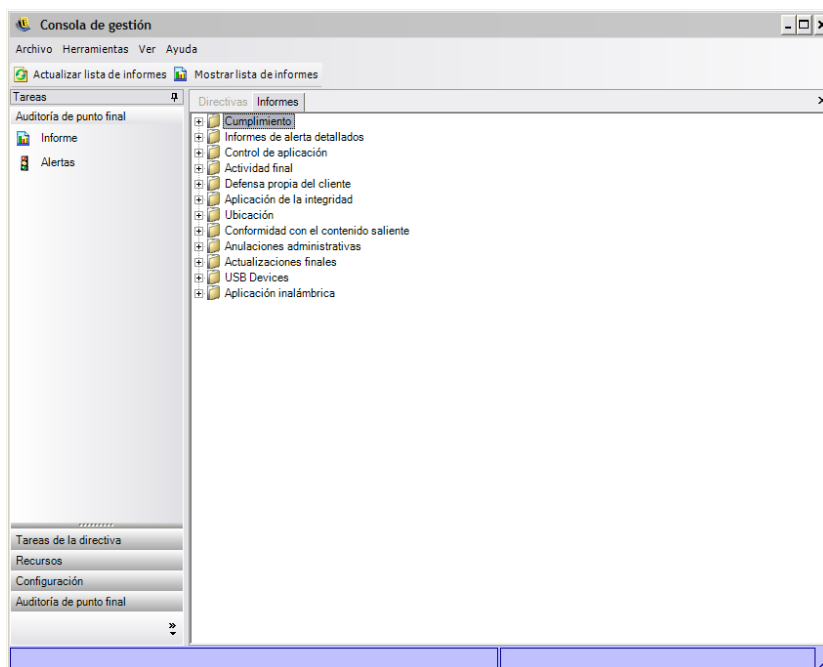 Consola de gestión
Archivo Herramientas Ver Ayuda
Actualizar lista de informes Mostrar lista de informes
Tareas
Auditoría de punto final
Informe
Alertas
Tareas de la directiva
Recursos
Configuración
Auditoría de punto final
Directivas Informes
Cumplimiento
Informes de alerta detallados
Control de aplicación
Actividad final
Defensa propia del cliente
Aplicación de la integridad
Ubicación
Conformidad con el contenido saliente
Anulaciones administrativas
Actualizaciones finales
USB Devices
Aplicación inalámbrica